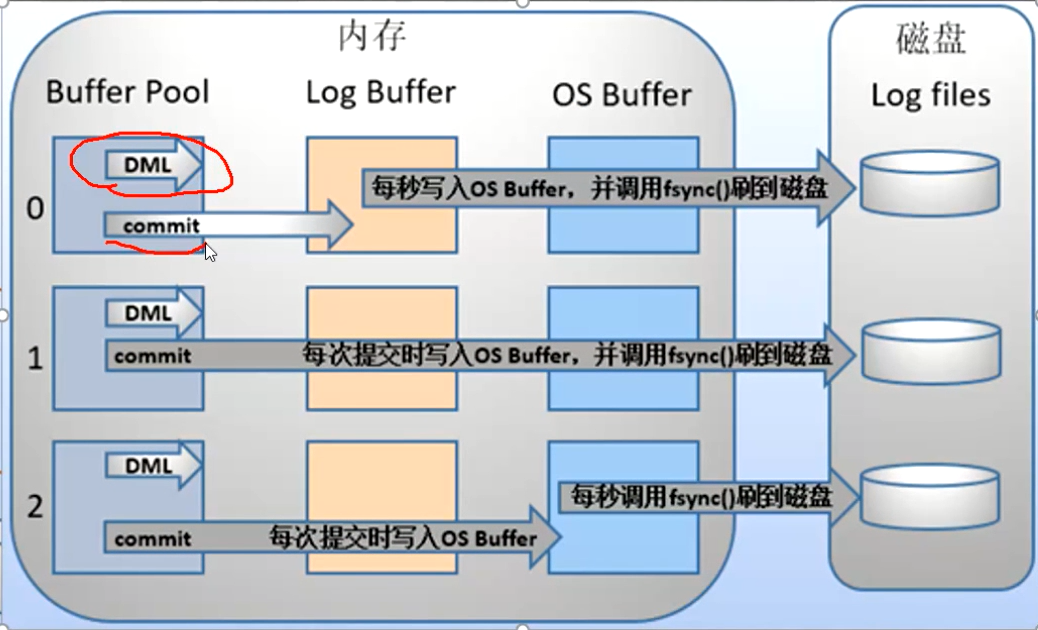 内存
磁盘
Buffer Pool
Log Buffer
OS Buffer
Log files
0
DML
每秒写入OS Buffer，并调用fsync()刷到磁盘
commit
1
DML
commit
每次提交时写入OS Buffer，并调用fsync()刷到磁盘
2
DML
每秒调用fsync()刷到磁盘
commit
每次提交时写入OS Buffer